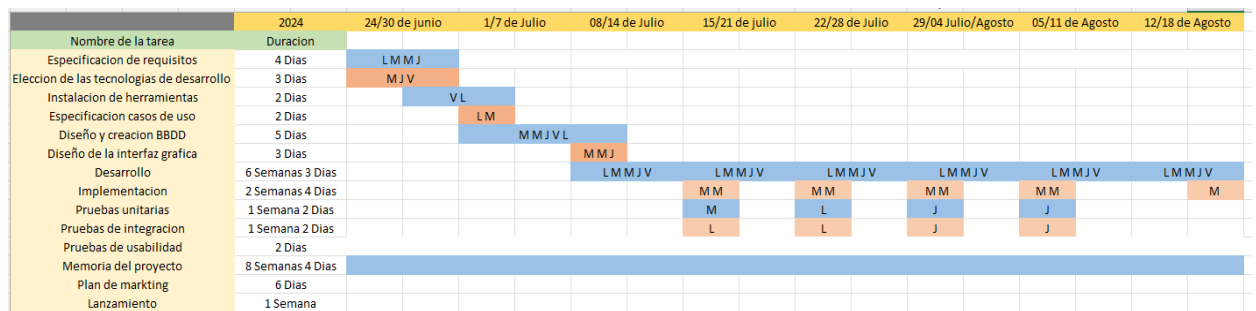 2024 24/30 de junio 1/7 de Julio 08/14 de Julio 15/21 de julio 22/28 de Julio 29/04 Julio/Agosto 05/11 de Agosto 12/18 de Agosto
Nombre de la tarea Duracion
Especificacion de requisitos 4 Dias L M M J
Eleccion de las tecnologias de desarrollo 3 Dias M J V
Instalacion de herramientas 2 Dias V L
Especificacion casos de uso 2 Dias L M
Diseño y creacion BBDD 5 Dias M M J V L
Diseño de la interfaz grafica 3 Dias M M J
Desarrollo 6 Semanas 3 Dias L M M J V L M M J V L M M J V L M M J V L M M J V L M M J V
Implementacion 2 Semanas 4 Dias M M M M M M M M M
Pruebas unitarias 1 Semana 2 Dias M L J J
Pruebas de integracion 1 Semana 2 Dias L L J J
Pruebas de usabilidad 2 Dias
Memoria del proyecto 8 Semanas 4 Dias
Plan de markting 6 Dias
Lanzamiento 1 Semana